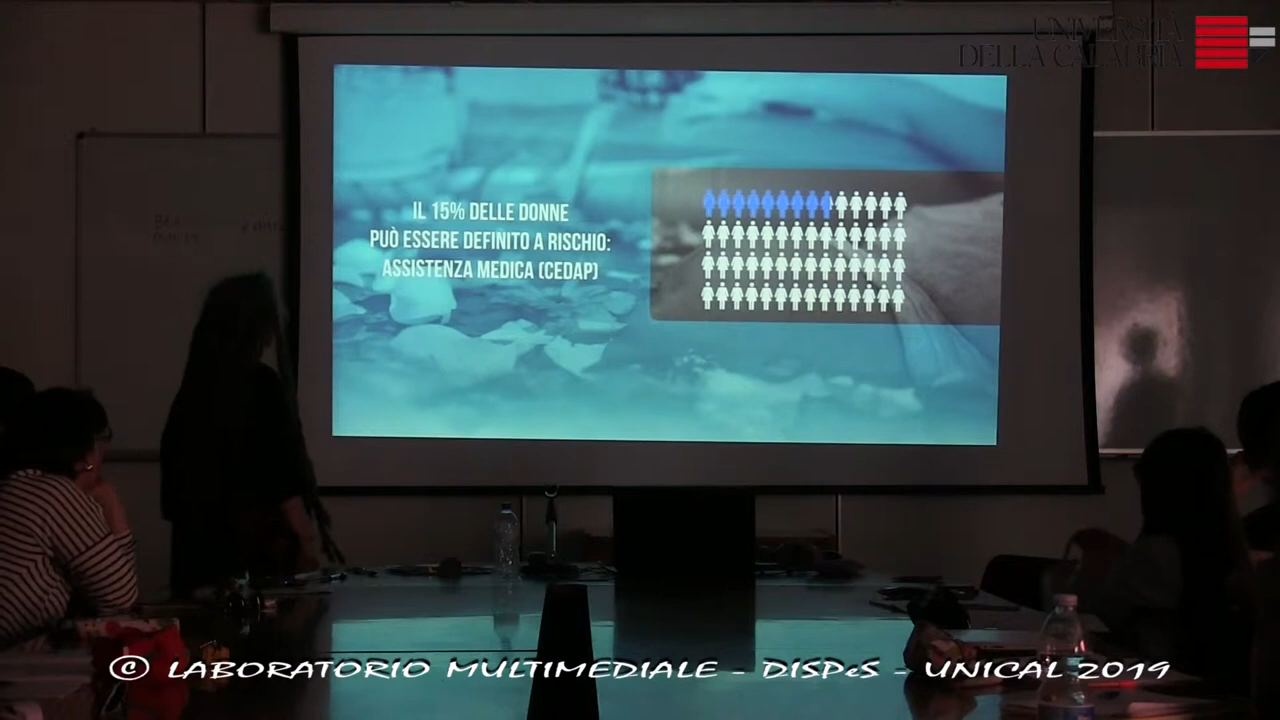 UNIVERSITÀ
DELLA CALABRIA
IL 15% DELLE DONNE
PUÒ ESSERE DEFINITO A RISCHIO:
ASSISTENZA MEDICA (CEDAP)
© LABORATORIO MULTIMEDIALE - DISPeS - UNICAL 2019